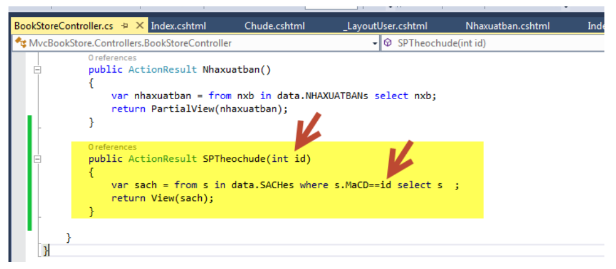 BookStoreController.cs Index.cshtml Chude.cshtml _LayoutUser.cshtml Nhaxuatban.cshtml
MvcBookStore.Controllers.BookStoreController SPTheochude(int id)
0 references
public ActionResult Nhaxuatban()
{
var nhaxuatban = from nxb in data.NHAXUATBANs select nxb;
return PartialView(nhaxuatban);
}
0 references
public ActionResult SPTheochude(int id)
{
var sach = from s in data.SACHes where s.MaCD==id select s ;
return View(sach);
}
}
}